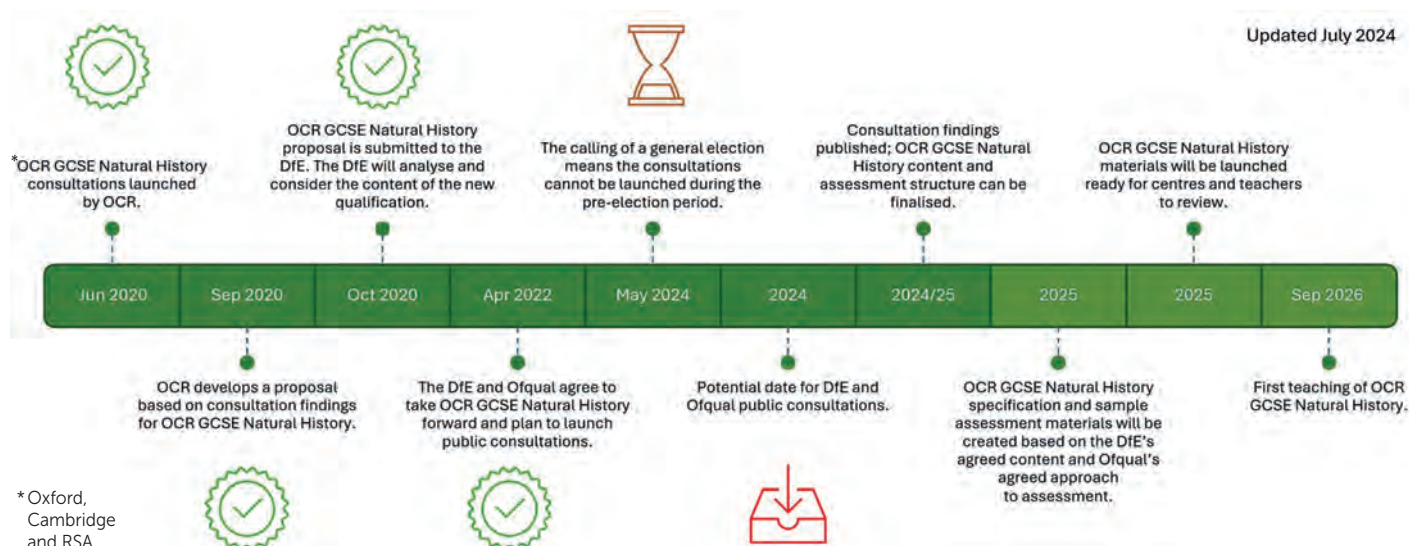 Updated July 2024
*OCR GCSE Natural History
consultations launched
by OCR.
OCR GCSE Natural History
proposal is submitted to the
DfE. The DfE will analyse and
consider the content of the new
qualification.
The calling of a general election
means the consultations
cannot be launched during the
pre-election period.
Consultation findings
published; OCR GCSE Natural
History content and
assessment structure can be
finalised.
OCR GCSE Natural History
materials will be launched
ready for centres and teachers
to review.
Jun 2020
Sep 2020
Oct 2020
Apr 2022
May 2024
2024
2024/25
2025
2025
Sep 2026
OCR develops a proposal
based on consultation findings
for OCR GCSE Natural History.
The DfE and Ofqual agree to
take OCR GCSE Natural History
forward and plan to launch
public consultations.
Potential date for DfE and
Ofqual public consultations.
OCR GCSE Natural History
specification and sample
assessment materials will be
created based on the DfE's
agreed content and Ofqual's
agreed approach
to assessment.
First teaching of OCR
GCSE Natural History.
*Oxford,
Cambridge
and RSA